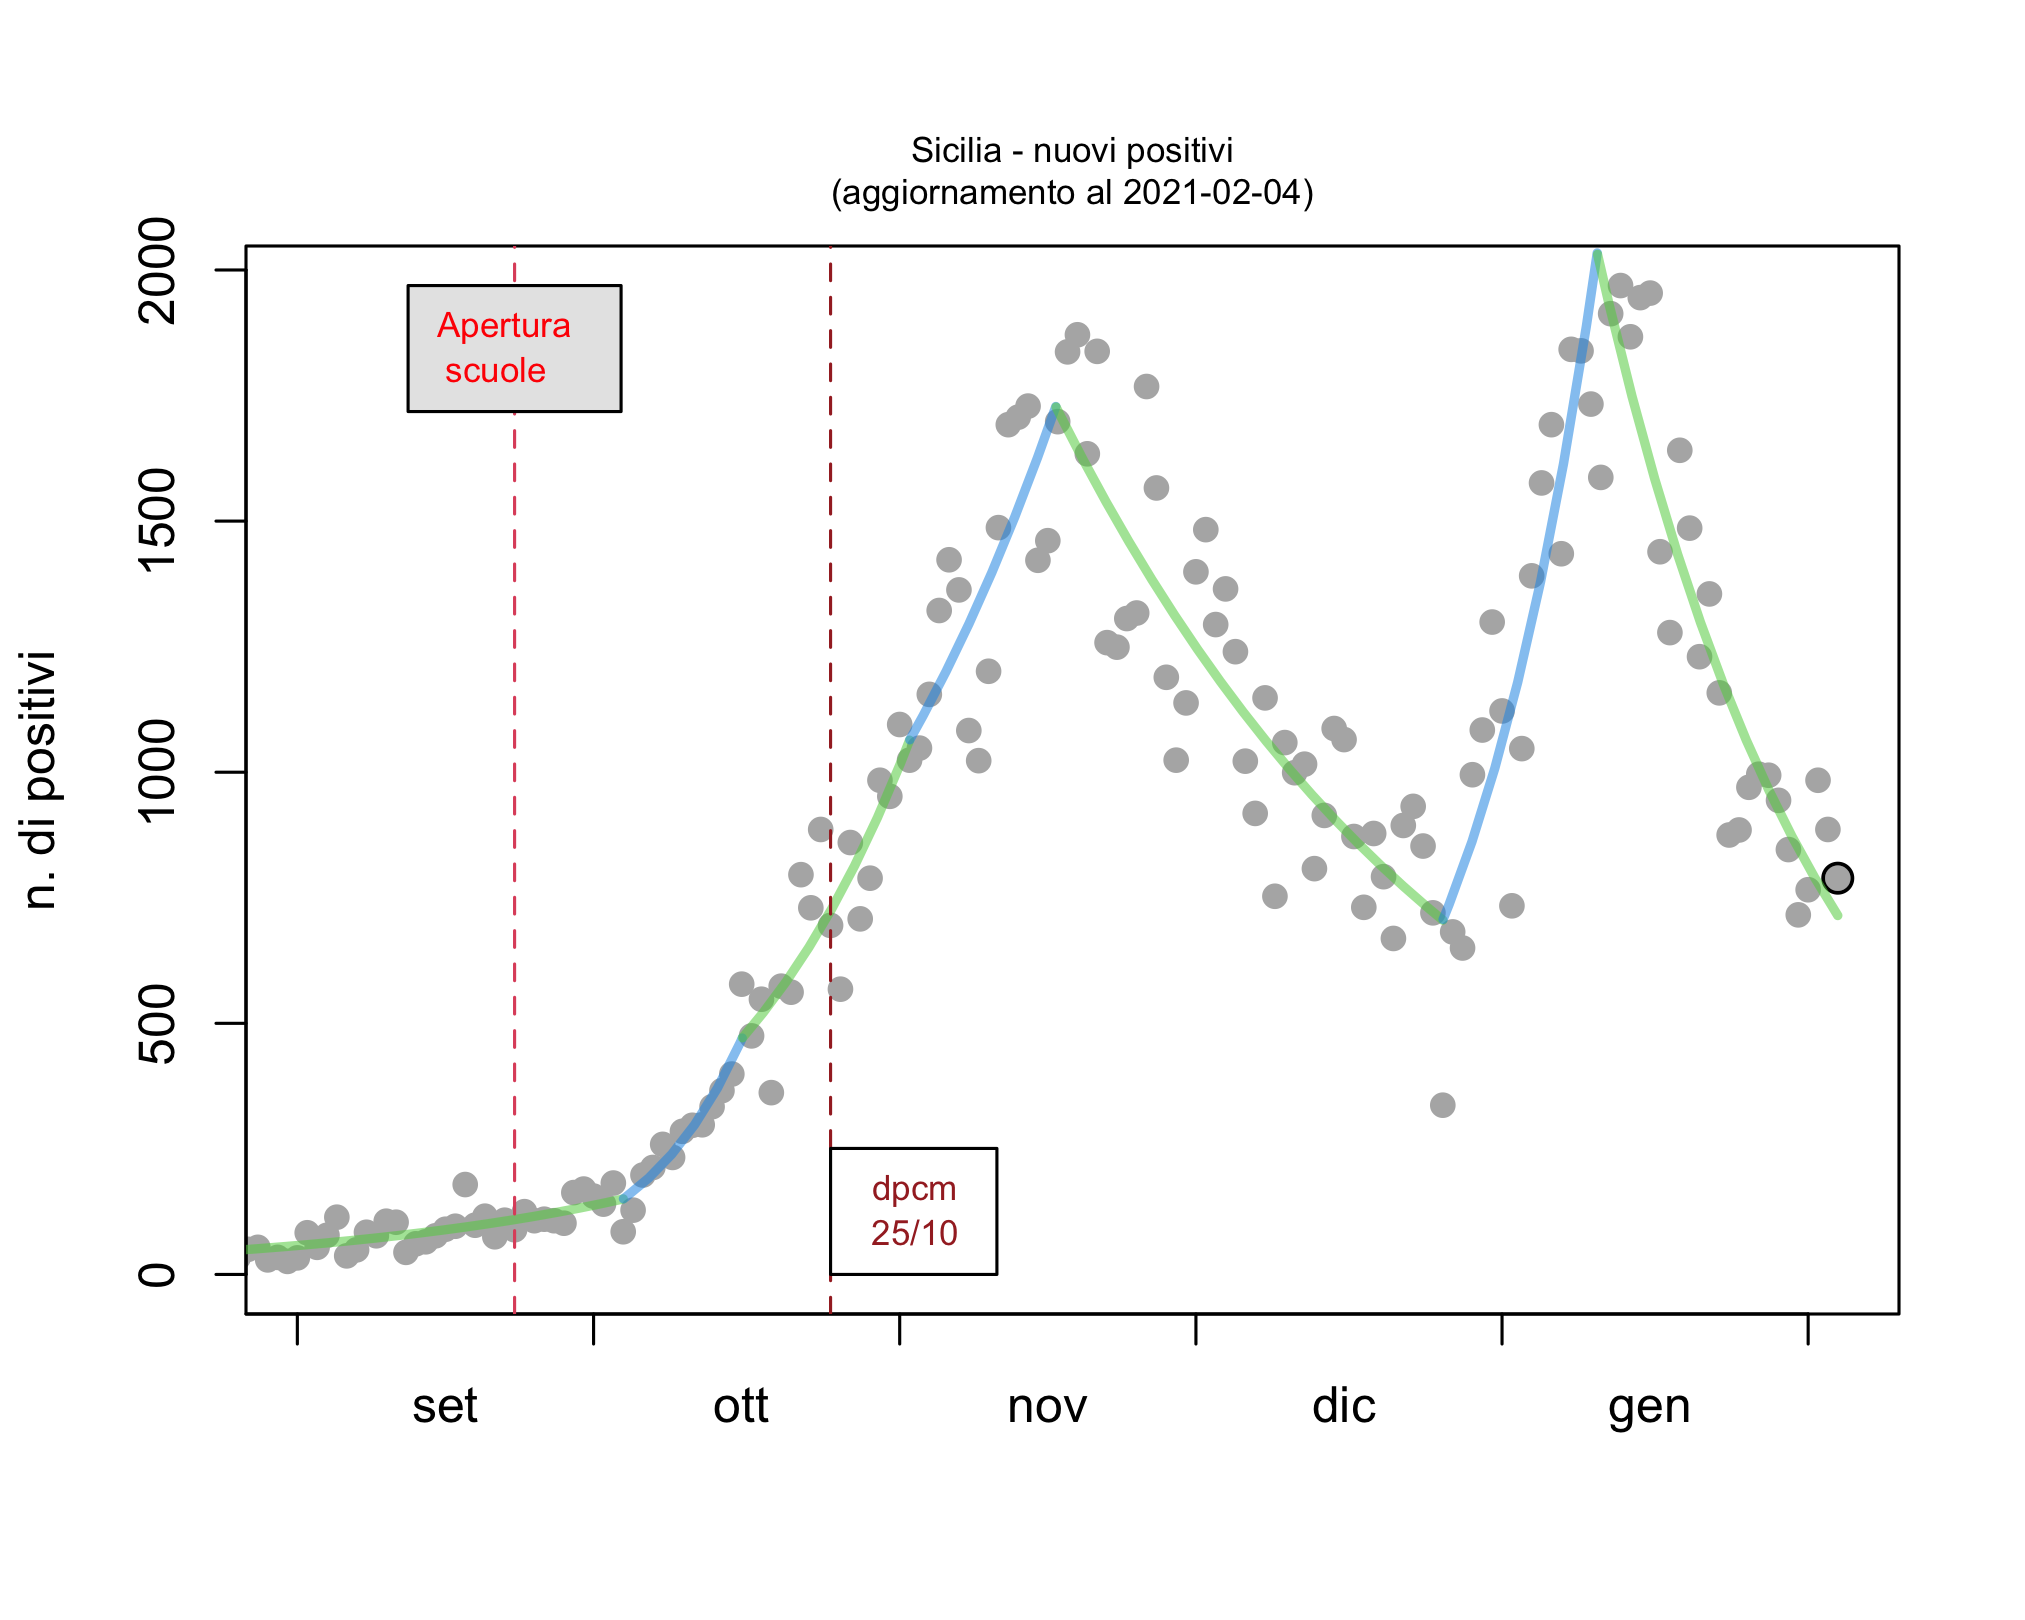 Sicilia - nuovi positivi
(aggiornamento al 2021-02-04)
n. di positivi
2000
1500
1000
500
0
Apertura
scuole
dpcm
25/10
set
ott
nov
dic
gen